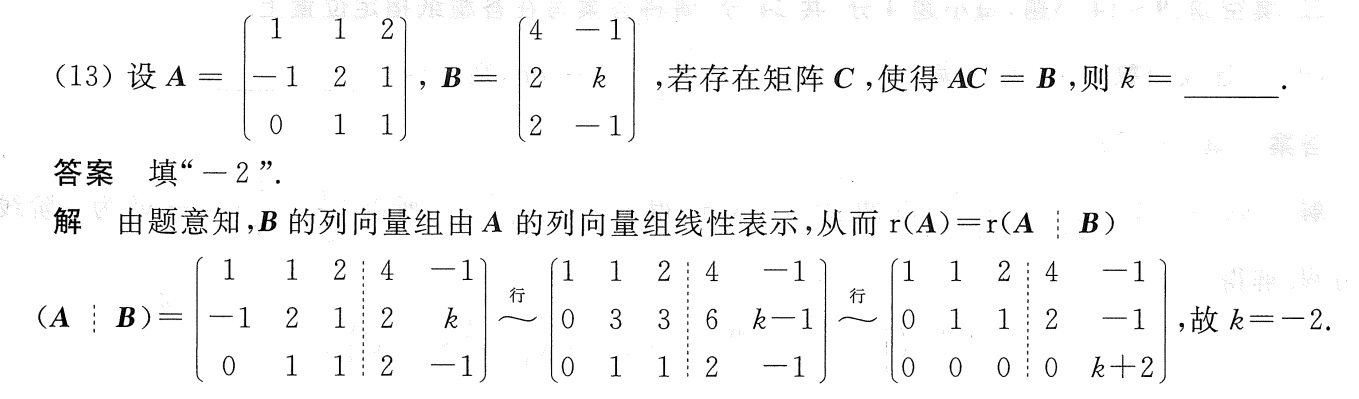 (13) 设 A = [1 1 2; -1 2 1; 0 1 1], B = [4 -1; 2 k; 2 -1], 若存在矩阵 C, 使得 AC = B, 则 k = ______.
答案 填“-2”.
解 由题意知, B 的列向量组由 A 的列向量组线性表示, 从而 r(A)=r(A ⋮ B)
(A ⋮ B)= [1 1 2 ⋮ 4 -1; -1 2 1 ⋮ 2 k; 0 1 1 ⋮ 2 -1] 行 ~ [1 1 2 ⋮ 4 -1; 0 3 3 ⋮ 6 k-1; 0 1 1 ⋮ 2 -1] 行 ~ [1 1 2 ⋮ 4 -1; 0 1 1 ⋮ 2 -1; 0 0 0 ⋮ 0 k+2], 故 k=-2.